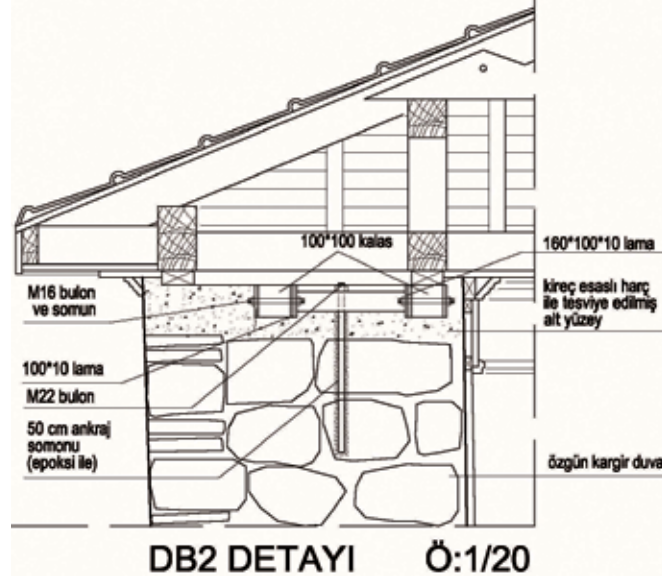 100*100 kalas
160*100*10 lama
M16 bulon
ve somun
kireç esaslı harç
ile tesviye edilmiş
alt yüzey
100*10 lama
M22 bulon
50 cm ankraj
somonu
(epoksi ile)
özgün kargir duva
DB2 DETAYI Ö:1/20